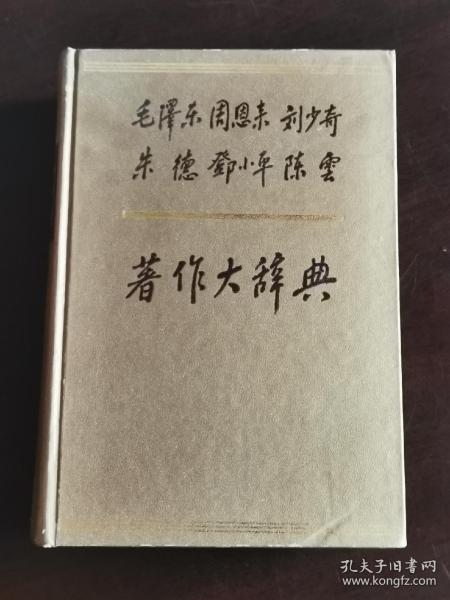 毛澤东 周恩来 刘少奇
朱德 鄧小平 陈雲
著作大辞典
孔夫子旧书网
www.kongfz.com